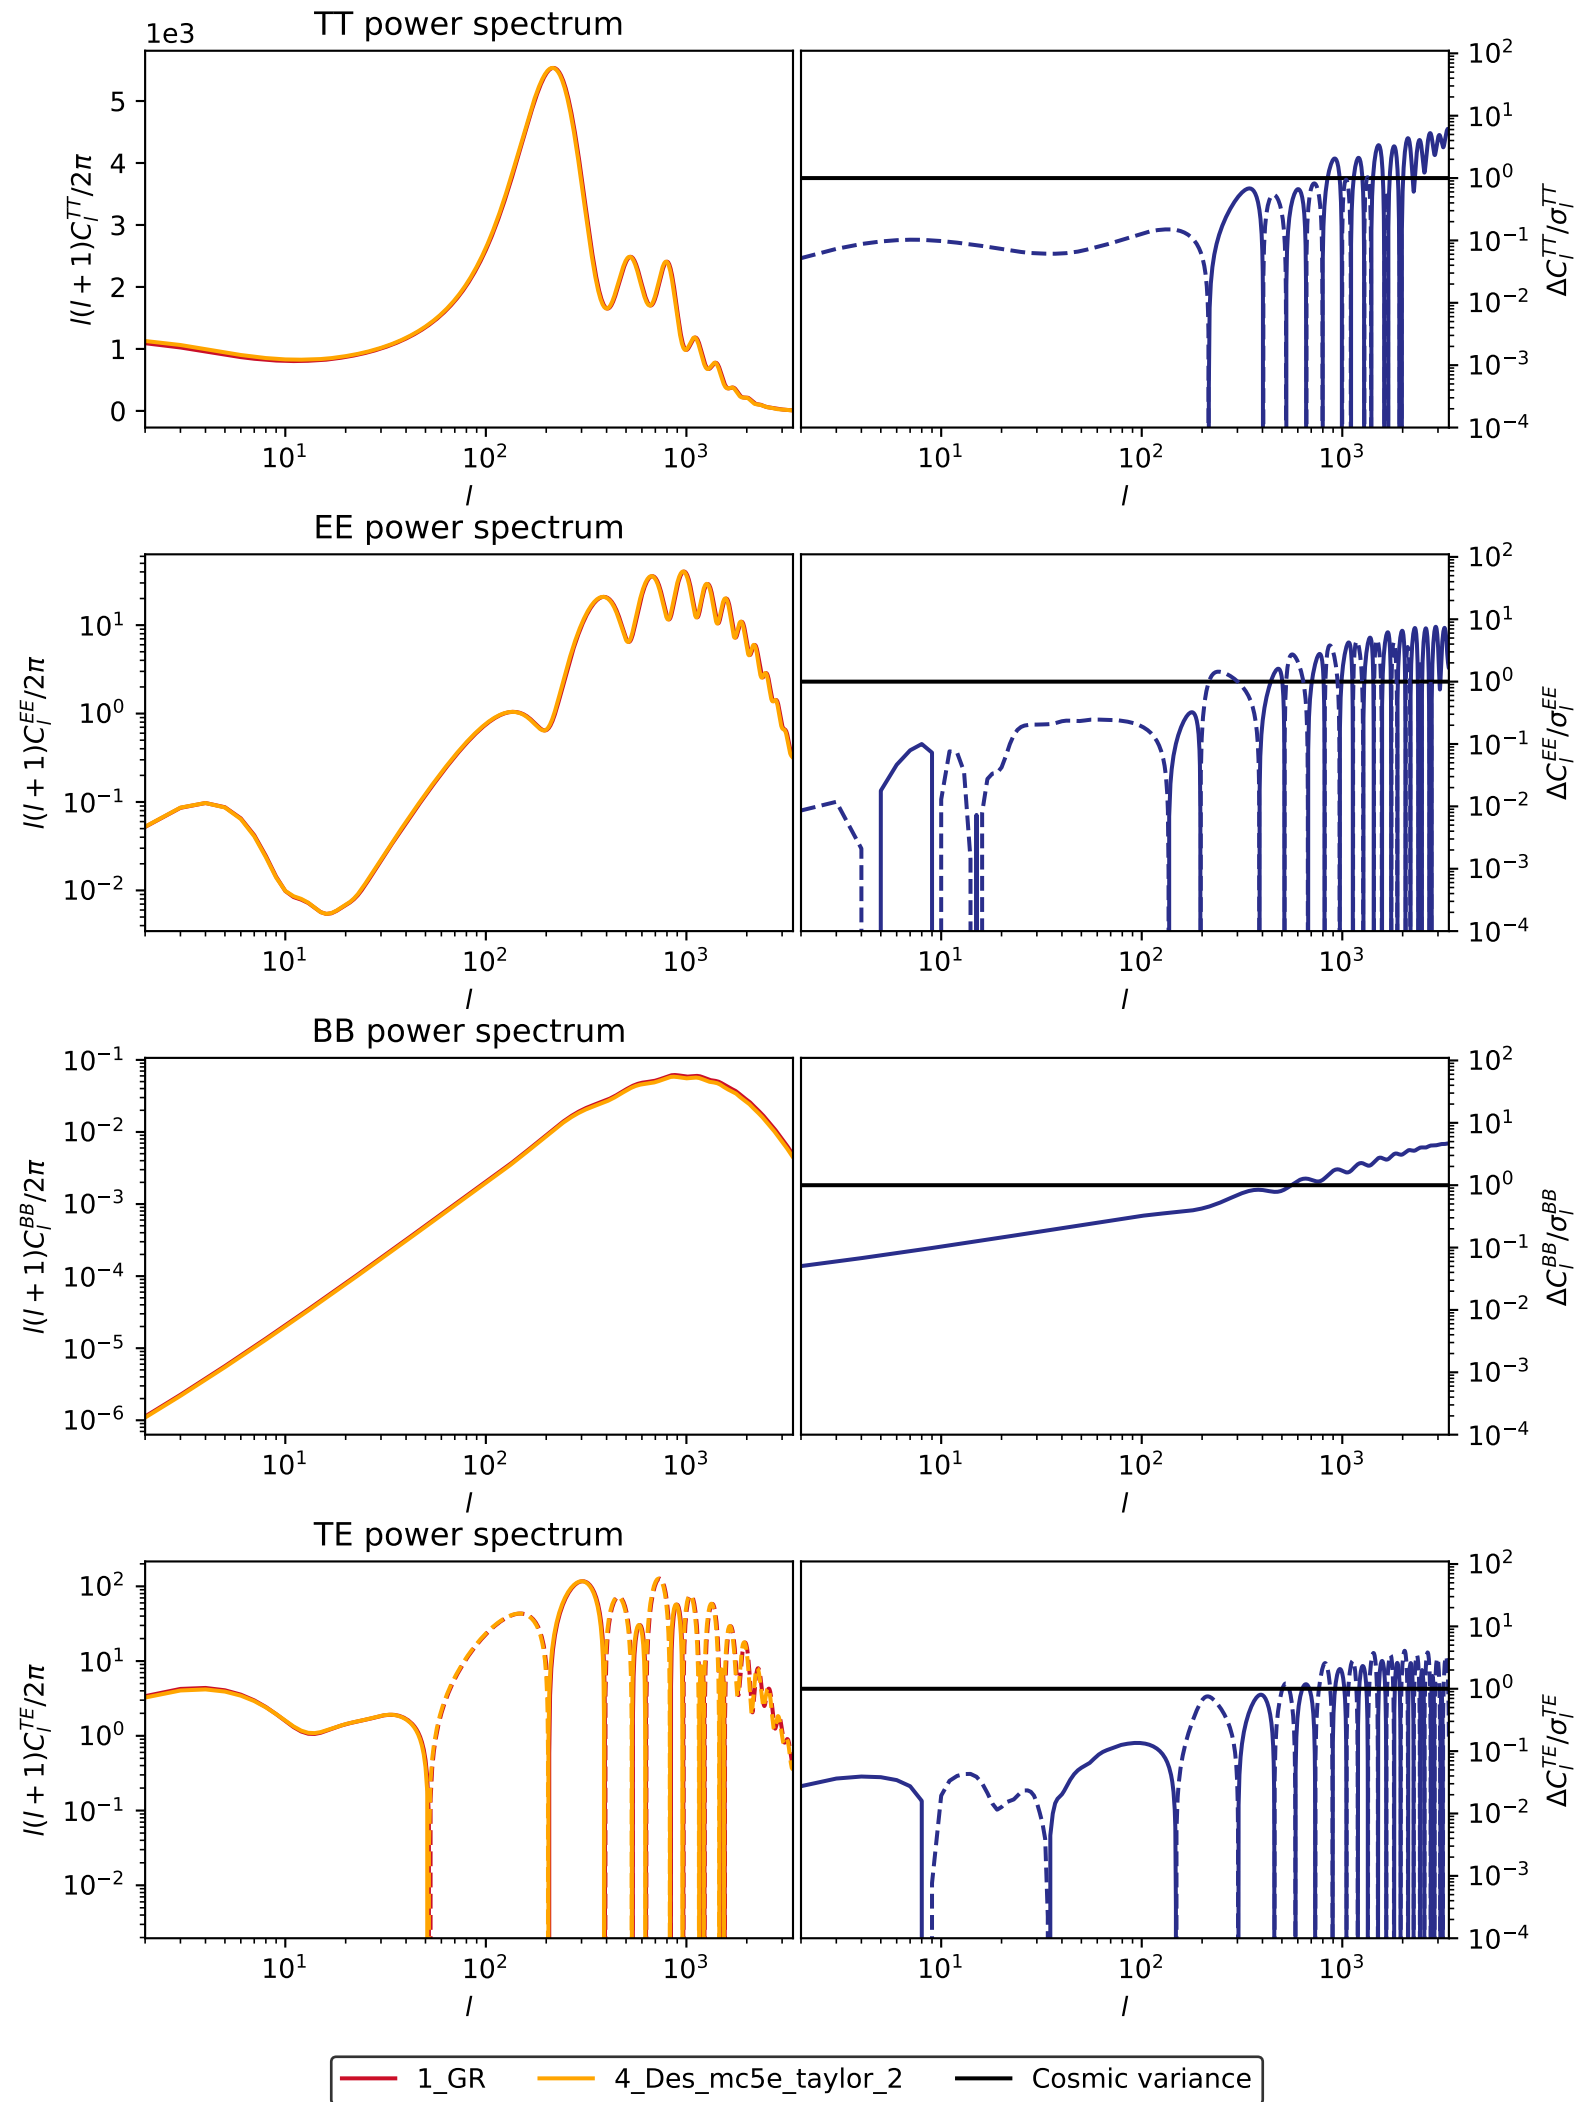 TT power spectrum
1e3
l(l + 1)C_l^{TT}/2π
5
4
3
2
1
0
10^1 10^2 10^3
l
10^2
10^1
10^0
10^{-1}
10^{-2}
10^{-3}
10^{-4}
ΔC_l^{TT}/σ_l^{TT}
10^1 10^2 10^3
l
EE power spectrum
l(l + 1)C_l^{EE}/2π
10^1
10^0
10^{-1}
10^{-2}
10^1 10^2 10^3
l
10^2
10^1
10^0
10^{-1}
10^{-2}
10^{-3}
10^{-4}
ΔC_l^{EE}/σ_l^{EE}
10^1 10^2 10^3
l
BB power spectrum
l(l + 1)C_l^{BB}/2π
10^{-1}
10^{-2}
10^{-3}
10^{-4}
10^{-5}
10^{-6}
10^1 10^2 10^3
l
10^2
10^1
10^0
10^{-1}
10^{-2}
10^{-3}
10^{-4}
ΔC_l^{BB}/σ_l^{BB}
10^1 10^2 10^3
l
TE power spectrum
l(l + 1)C_l^{TE}/2π
10^2
10^1
10^0
10^{-1}
10^{-2}
10^1 10^2 10^3
l
10^2
10^1
10^0
10^{-1}
10^{-2}
10^{-3}
10^{-4}
ΔC_l^{TE}/σ_l^{TE}
10^1 10^2 10^3
l
1_GR 4_Des_mc5e_taylor_2 Cosmic variance